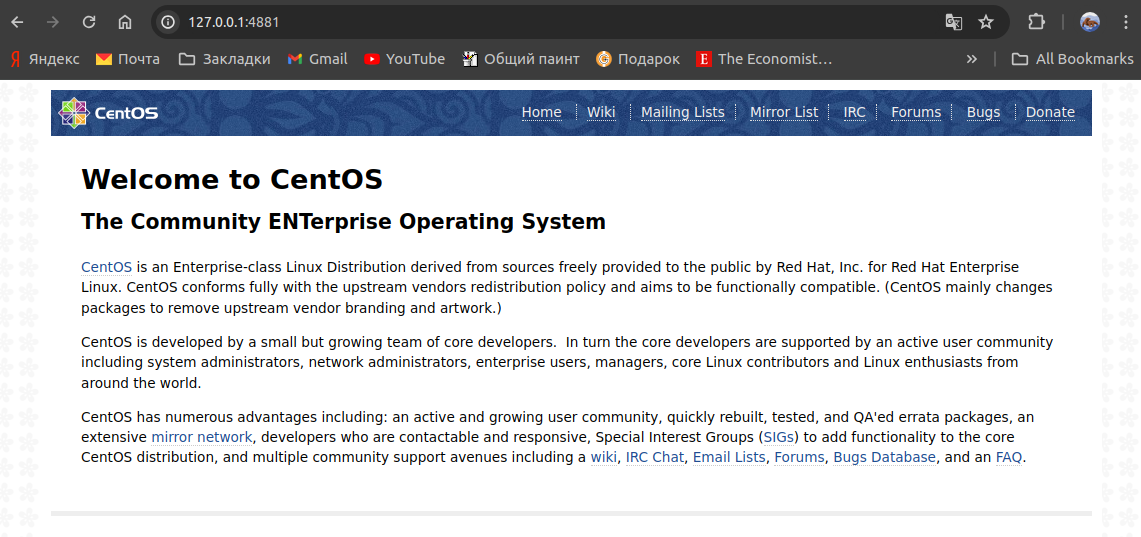 127.0.0.1:4881
Яндекс Почта Закладки Gmail YouTube Общий паинт Подарок The Economist… » All Bookmarks
CentOS Home Wiki Mailing Lists Mirror List IRC Forums Bugs Donate
Welcome to CentOS
The Community ENTerprise Operating System
CentOS is an Enterprise-class Linux Distribution derived from sources freely provided to the public by Red Hat, Inc. for Red Hat Enterprise
Linux. CentOS conforms fully with the upstream vendors redistribution policy and aims to be functionally compatible. (CentOS mainly changes
packages to remove upstream vendor branding and artwork.)
CentOS is developed by a small but growing team of core developers.  In turn the core developers are supported by an active user community
including system administrators, network administrators, enterprise users, managers, core Linux contributors and Linux enthusiasts from
around the world.
CentOS has numerous advantages including: an active and growing user community, quickly rebuilt, tested, and QA'ed errata packages, an
extensive mirror network, developers who are contactable and responsive, Special Interest Groups (SIGs) to add functionality to the core
CentOS distribution, and multiple community support avenues including a wiki, IRC Chat, Email Lists, Forums, Bugs Database, and an FAQ.